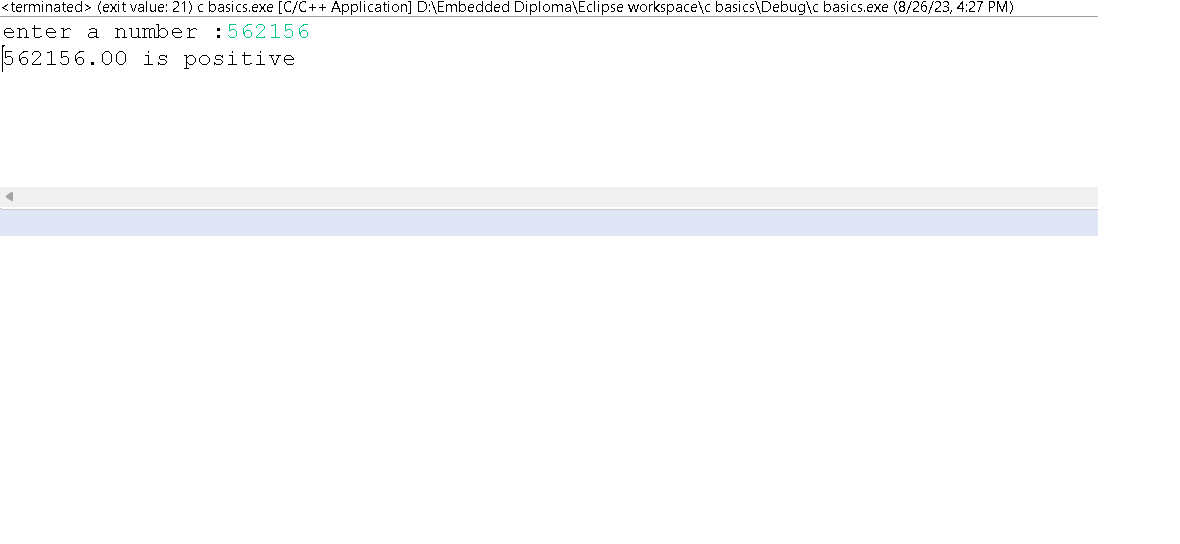 <terminated> (exit value: 21) c basics.exe [C/C++ Application] D:\Embedded Diploma\Eclipse workspace\c basics\Debug\c basics.exe (8/26/23, 4:27 PM)
enter a number :562156
562156.00 is positive